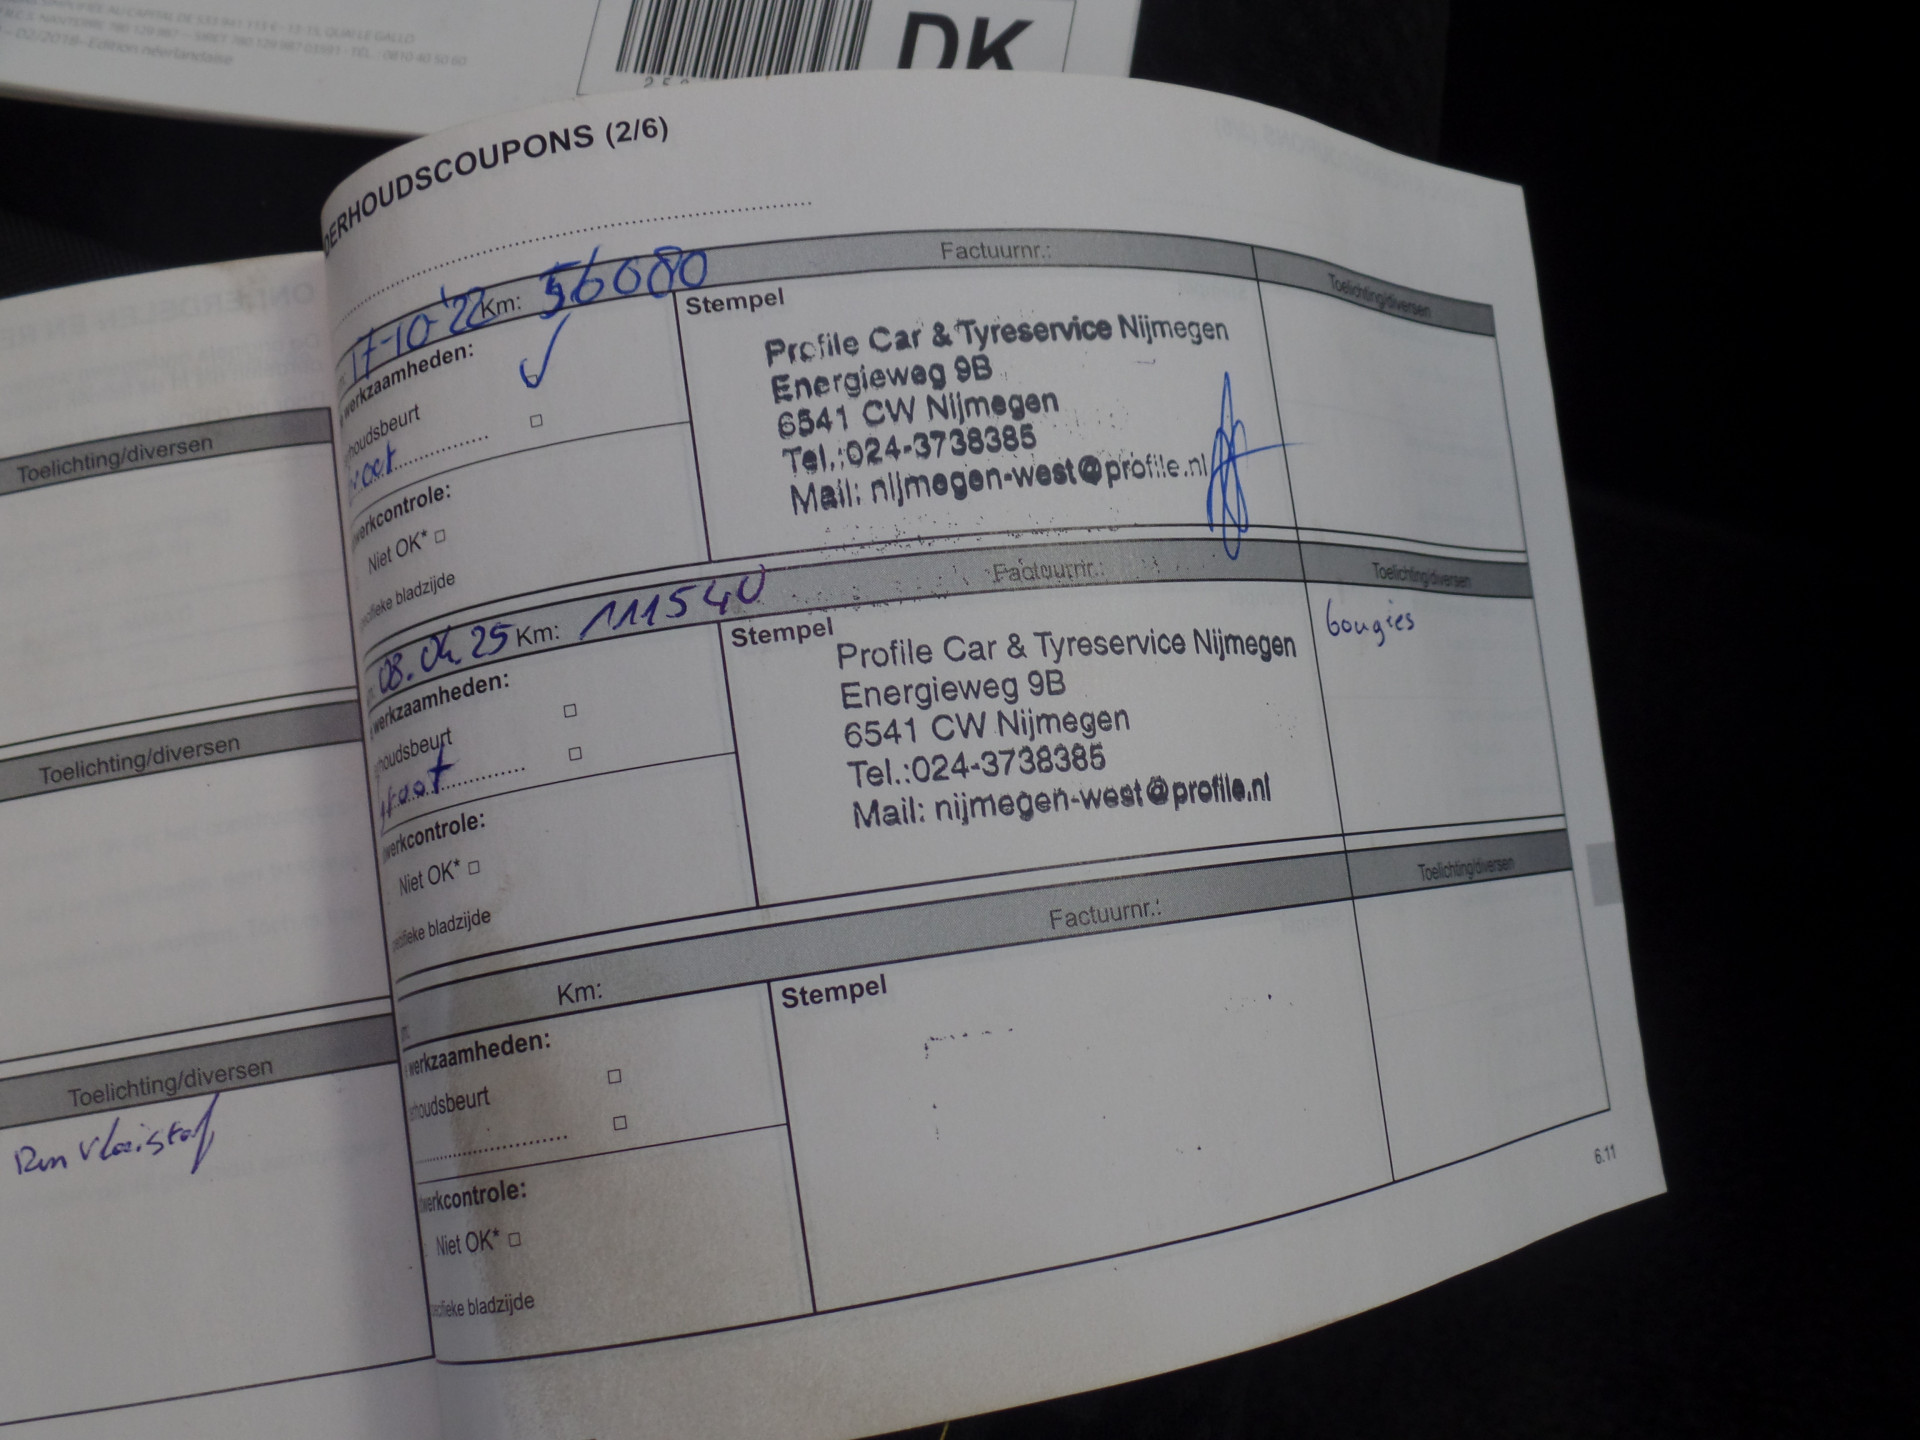 DK
Edition néerlandaise
ONDERHOUDSCOUPONS (2/6)
Toelichting/diversen
Toelichting/diversen
Toelichting/diversen
Remvloeistof
17-10-'22 Km: 56080 Factuurnr.: Toelichting/diversen
werkzaamheden:
houdsbeurt
Stempel
Profile Car & Tyreservice Nijmegen
Energieweg 9B
6541 CW Nijmegen
Tel.:024-3738385
Mail: nijmegen-west@profile.nl
werkcontrole:
Niet OK*
bladzijde
08.04.25 Km: 111540 Factuurnr.: Toelichting/diversen
werkzaamheden:
houdsbeurt
groot
Stempel
Profile Car & Tyreservice Nijmegen
Energieweg 9B
6541 CW Nijmegen
Tel.:024-3738385
Mail: nijmegen-west@profile.nl
bougies
werkcontrole:
Niet OK*
bladzijde
Km: Factuurnr.: Toelichting/diversen
werkzaamheden:
houdsbeurt
Stempel
werkcontrole:
Niet OK*
bladzijde
6.11